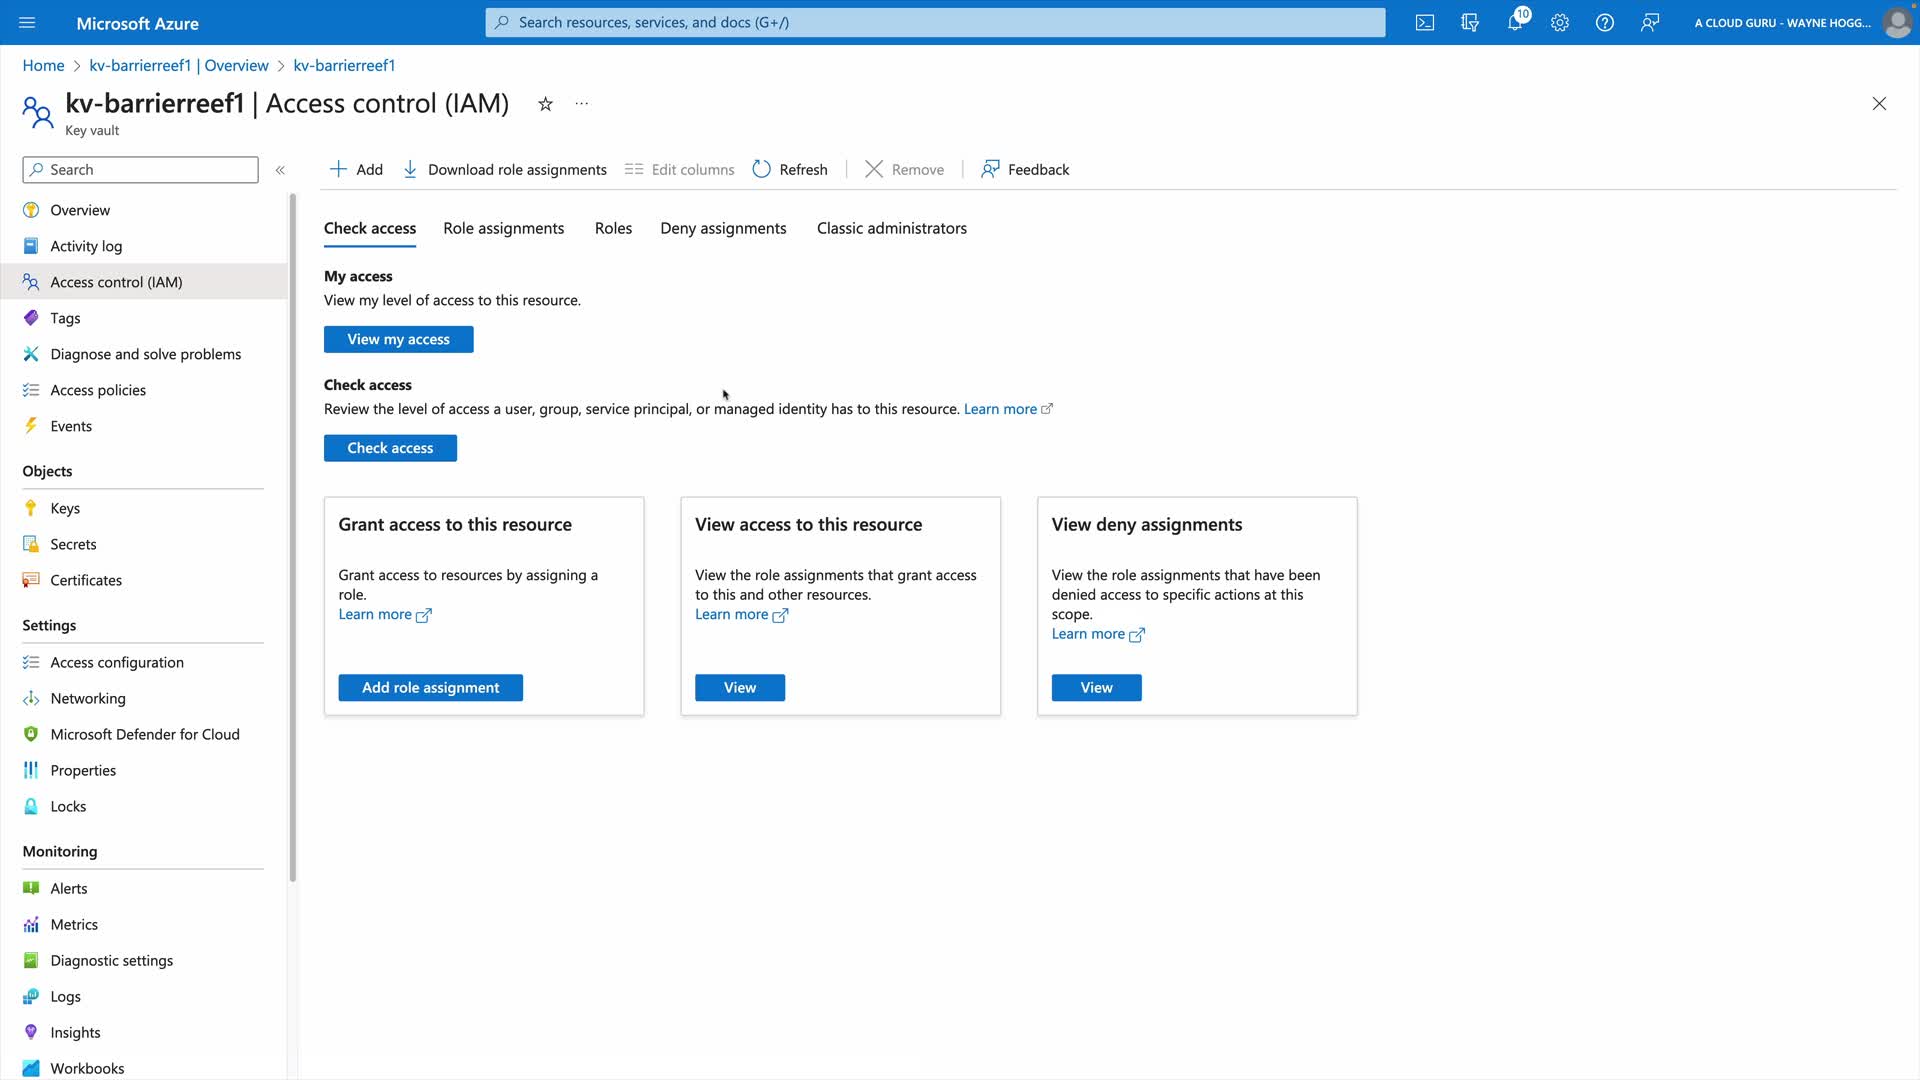 Microsoft Azure
Search resources, services, and docs (G+/)
10
A CLOUD GURU - WAYNE HOGG...
Home > kv-barrierreef1 | Overview > kv-barrierreef1
kv-barrierreef1 | Access control (IAM)
Key vault
Search
Add
Download role assignments
Edit columns
Refresh
Remove
Feedback
Overview
Activity log
Access control (IAM)
Tags
Diagnose and solve problems
Access policies
Events
Objects
Keys
Secrets
Certificates
Settings
Access configuration
Networking
Microsoft Defender for Cloud
Properties
Locks
Monitoring
Alerts
Metrics
Diagnostic settings
Logs
Insights
Workbooks
Check access
Role assignments
Roles
Deny assignments
Classic administrators
My access
View my level of access to this resource.
View my access
Check access
Review the level of access a user, group, service principal, or managed identity has to this resource. Learn more
Check access
Grant access to this resource
Grant access to resources by assigning a
role.
Learn more
Add role assignment
View access to this resource
View the role assignments that grant access
to this and other resources.
Learn more
View
View deny assignments
View the role assignments that have been
denied access to specific actions at this
scope.
Learn more
View